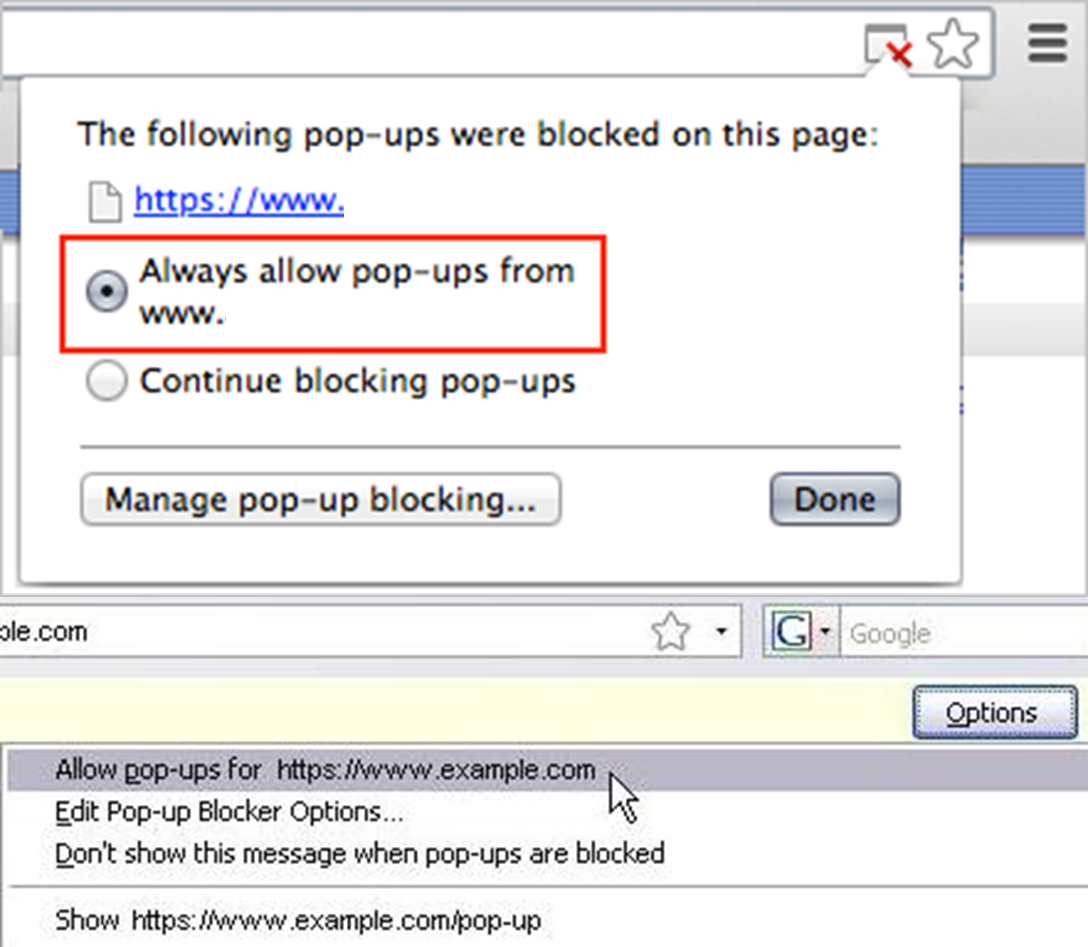 The following pop-ups were blocked on this page:
https://www.
Always allow pop-ups from
www.
Continue blocking pop-ups
Manage pop-up blocking...
Done
ple.com
G
Google
Options
Allow pop-ups for https://www.example.com
Edit Pop-up Blocker Options...
Don't show this message when pop-ups are blocked
Show https://www.example.com/pop-up